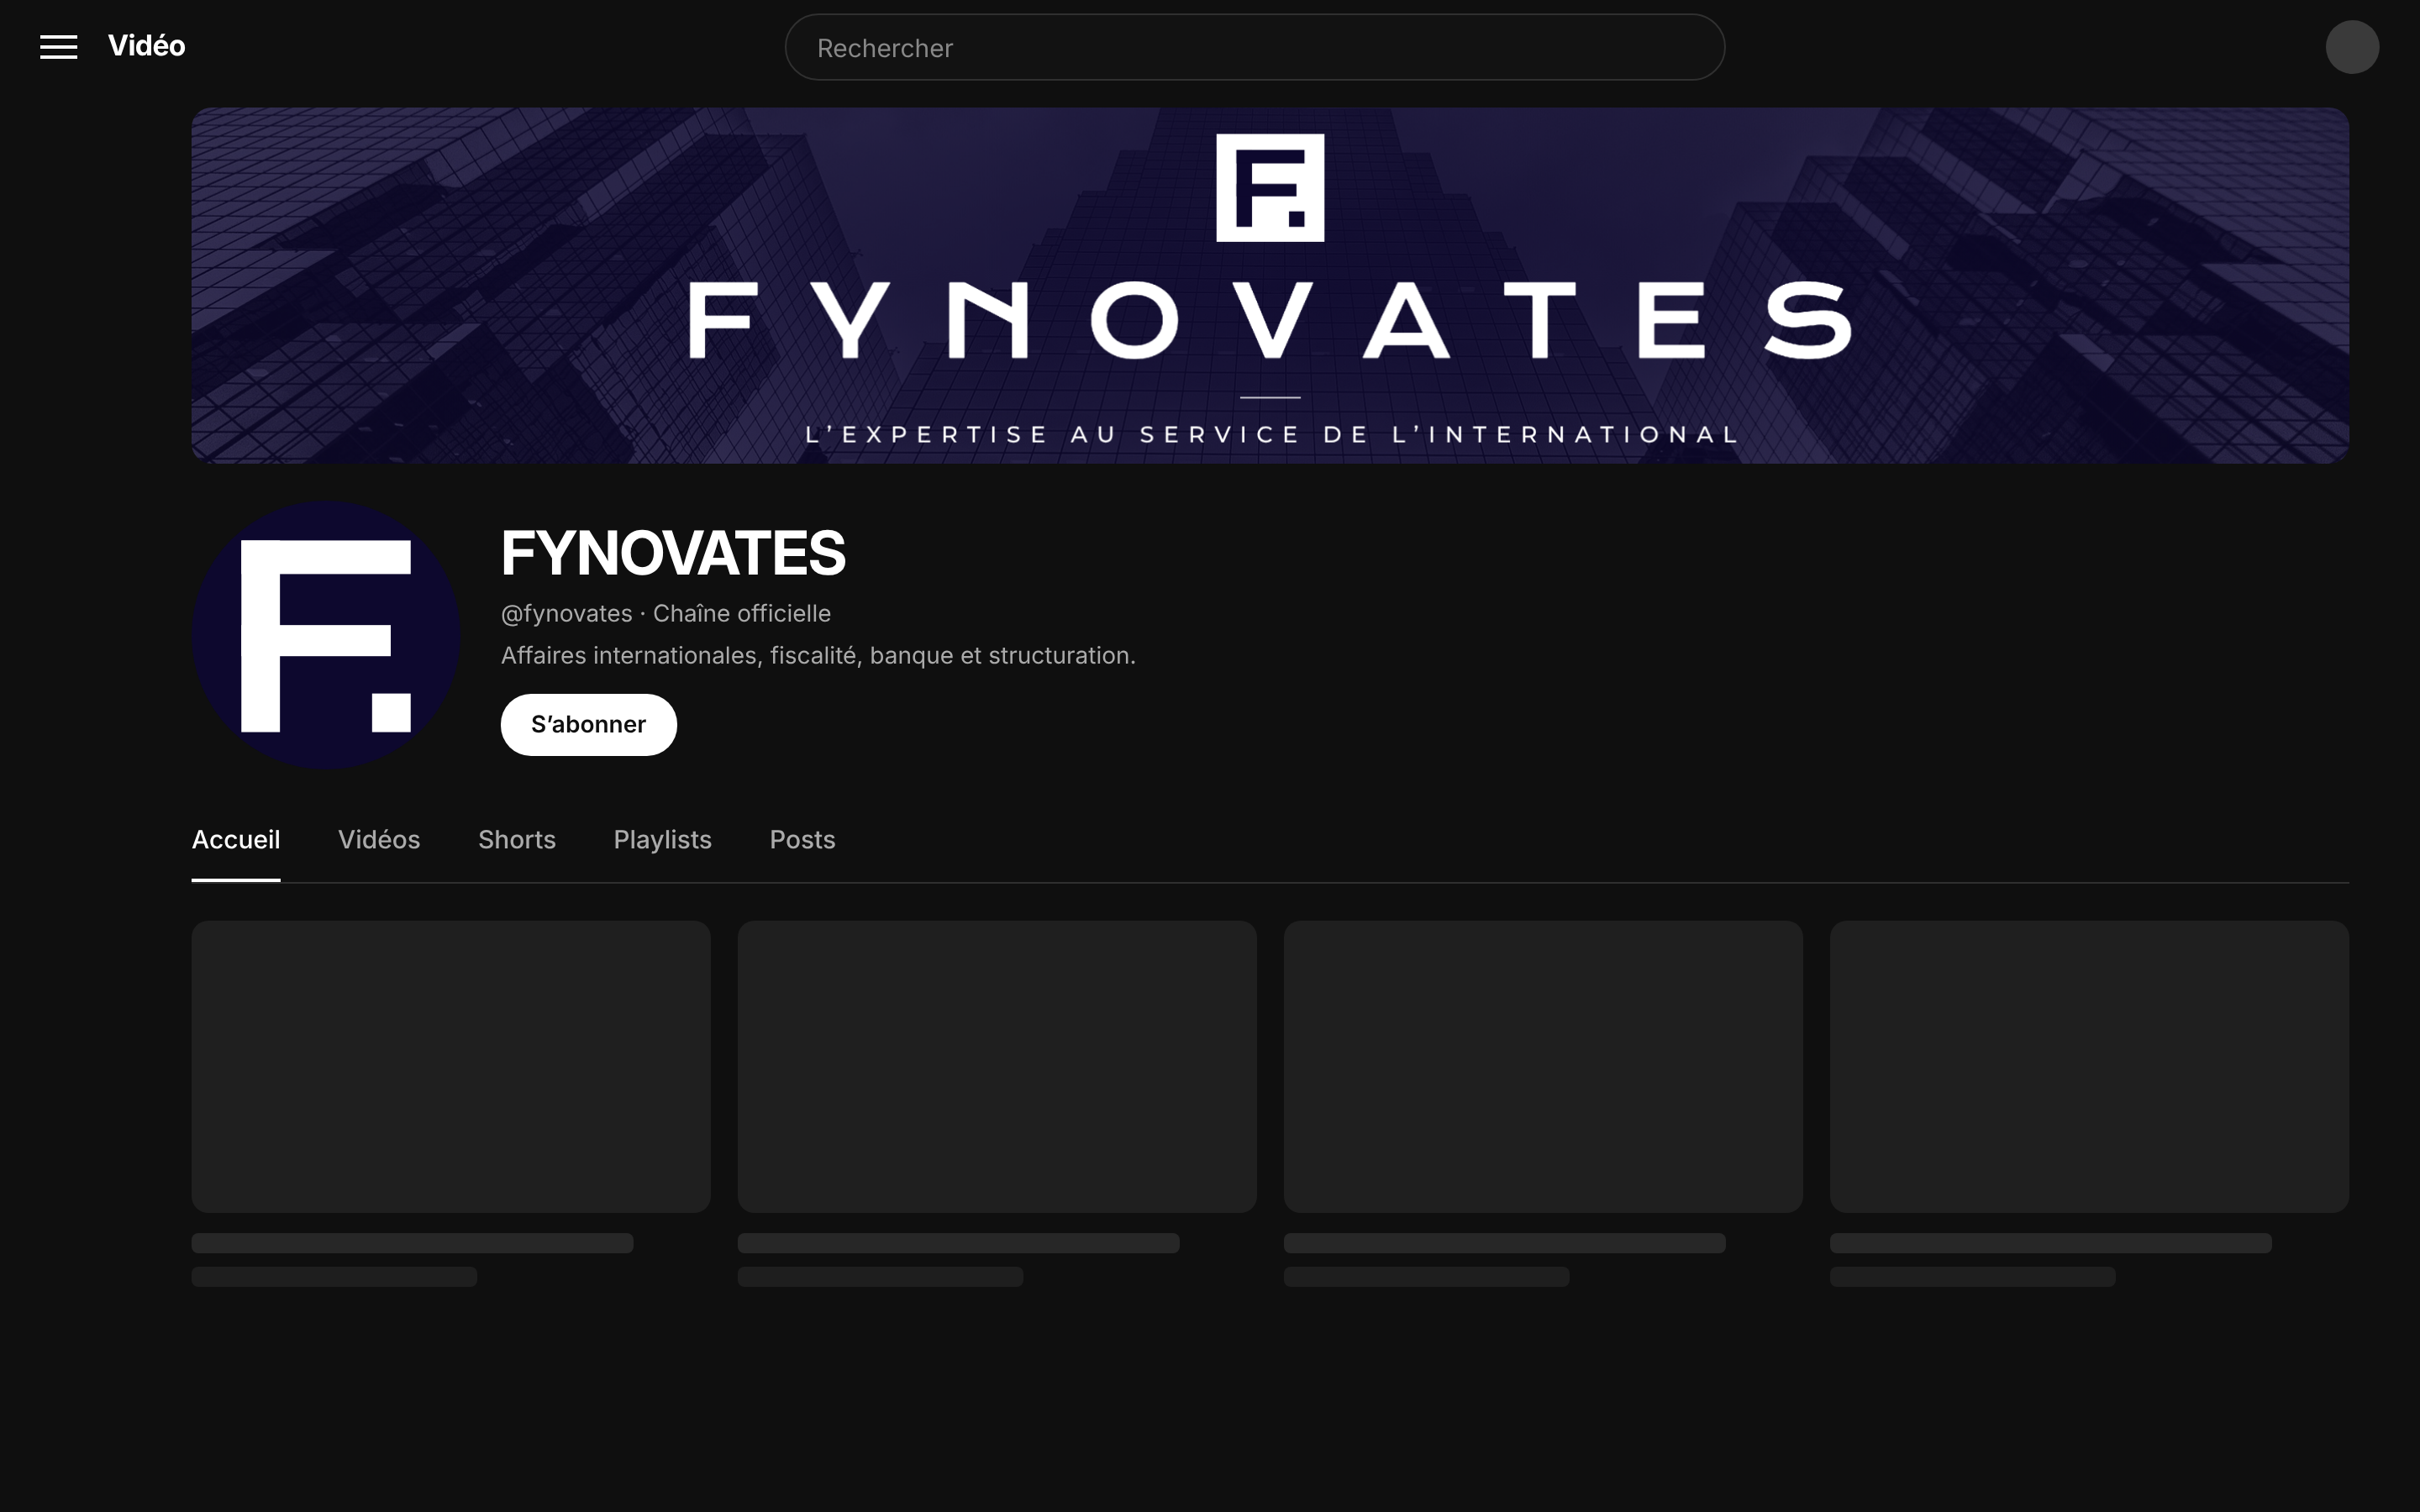 Vidéo
Rechercher
F.
FYNOVATES
L’EXPERTISE AU SERVICE DE L’INTERNATIONAL
F.
FYNOVATES
@fynovates · Chaîne officielle
Affaires internationales, fiscalité, banque et structuration.
S’abonner
Accueil Vidéos Shorts Playlists Posts